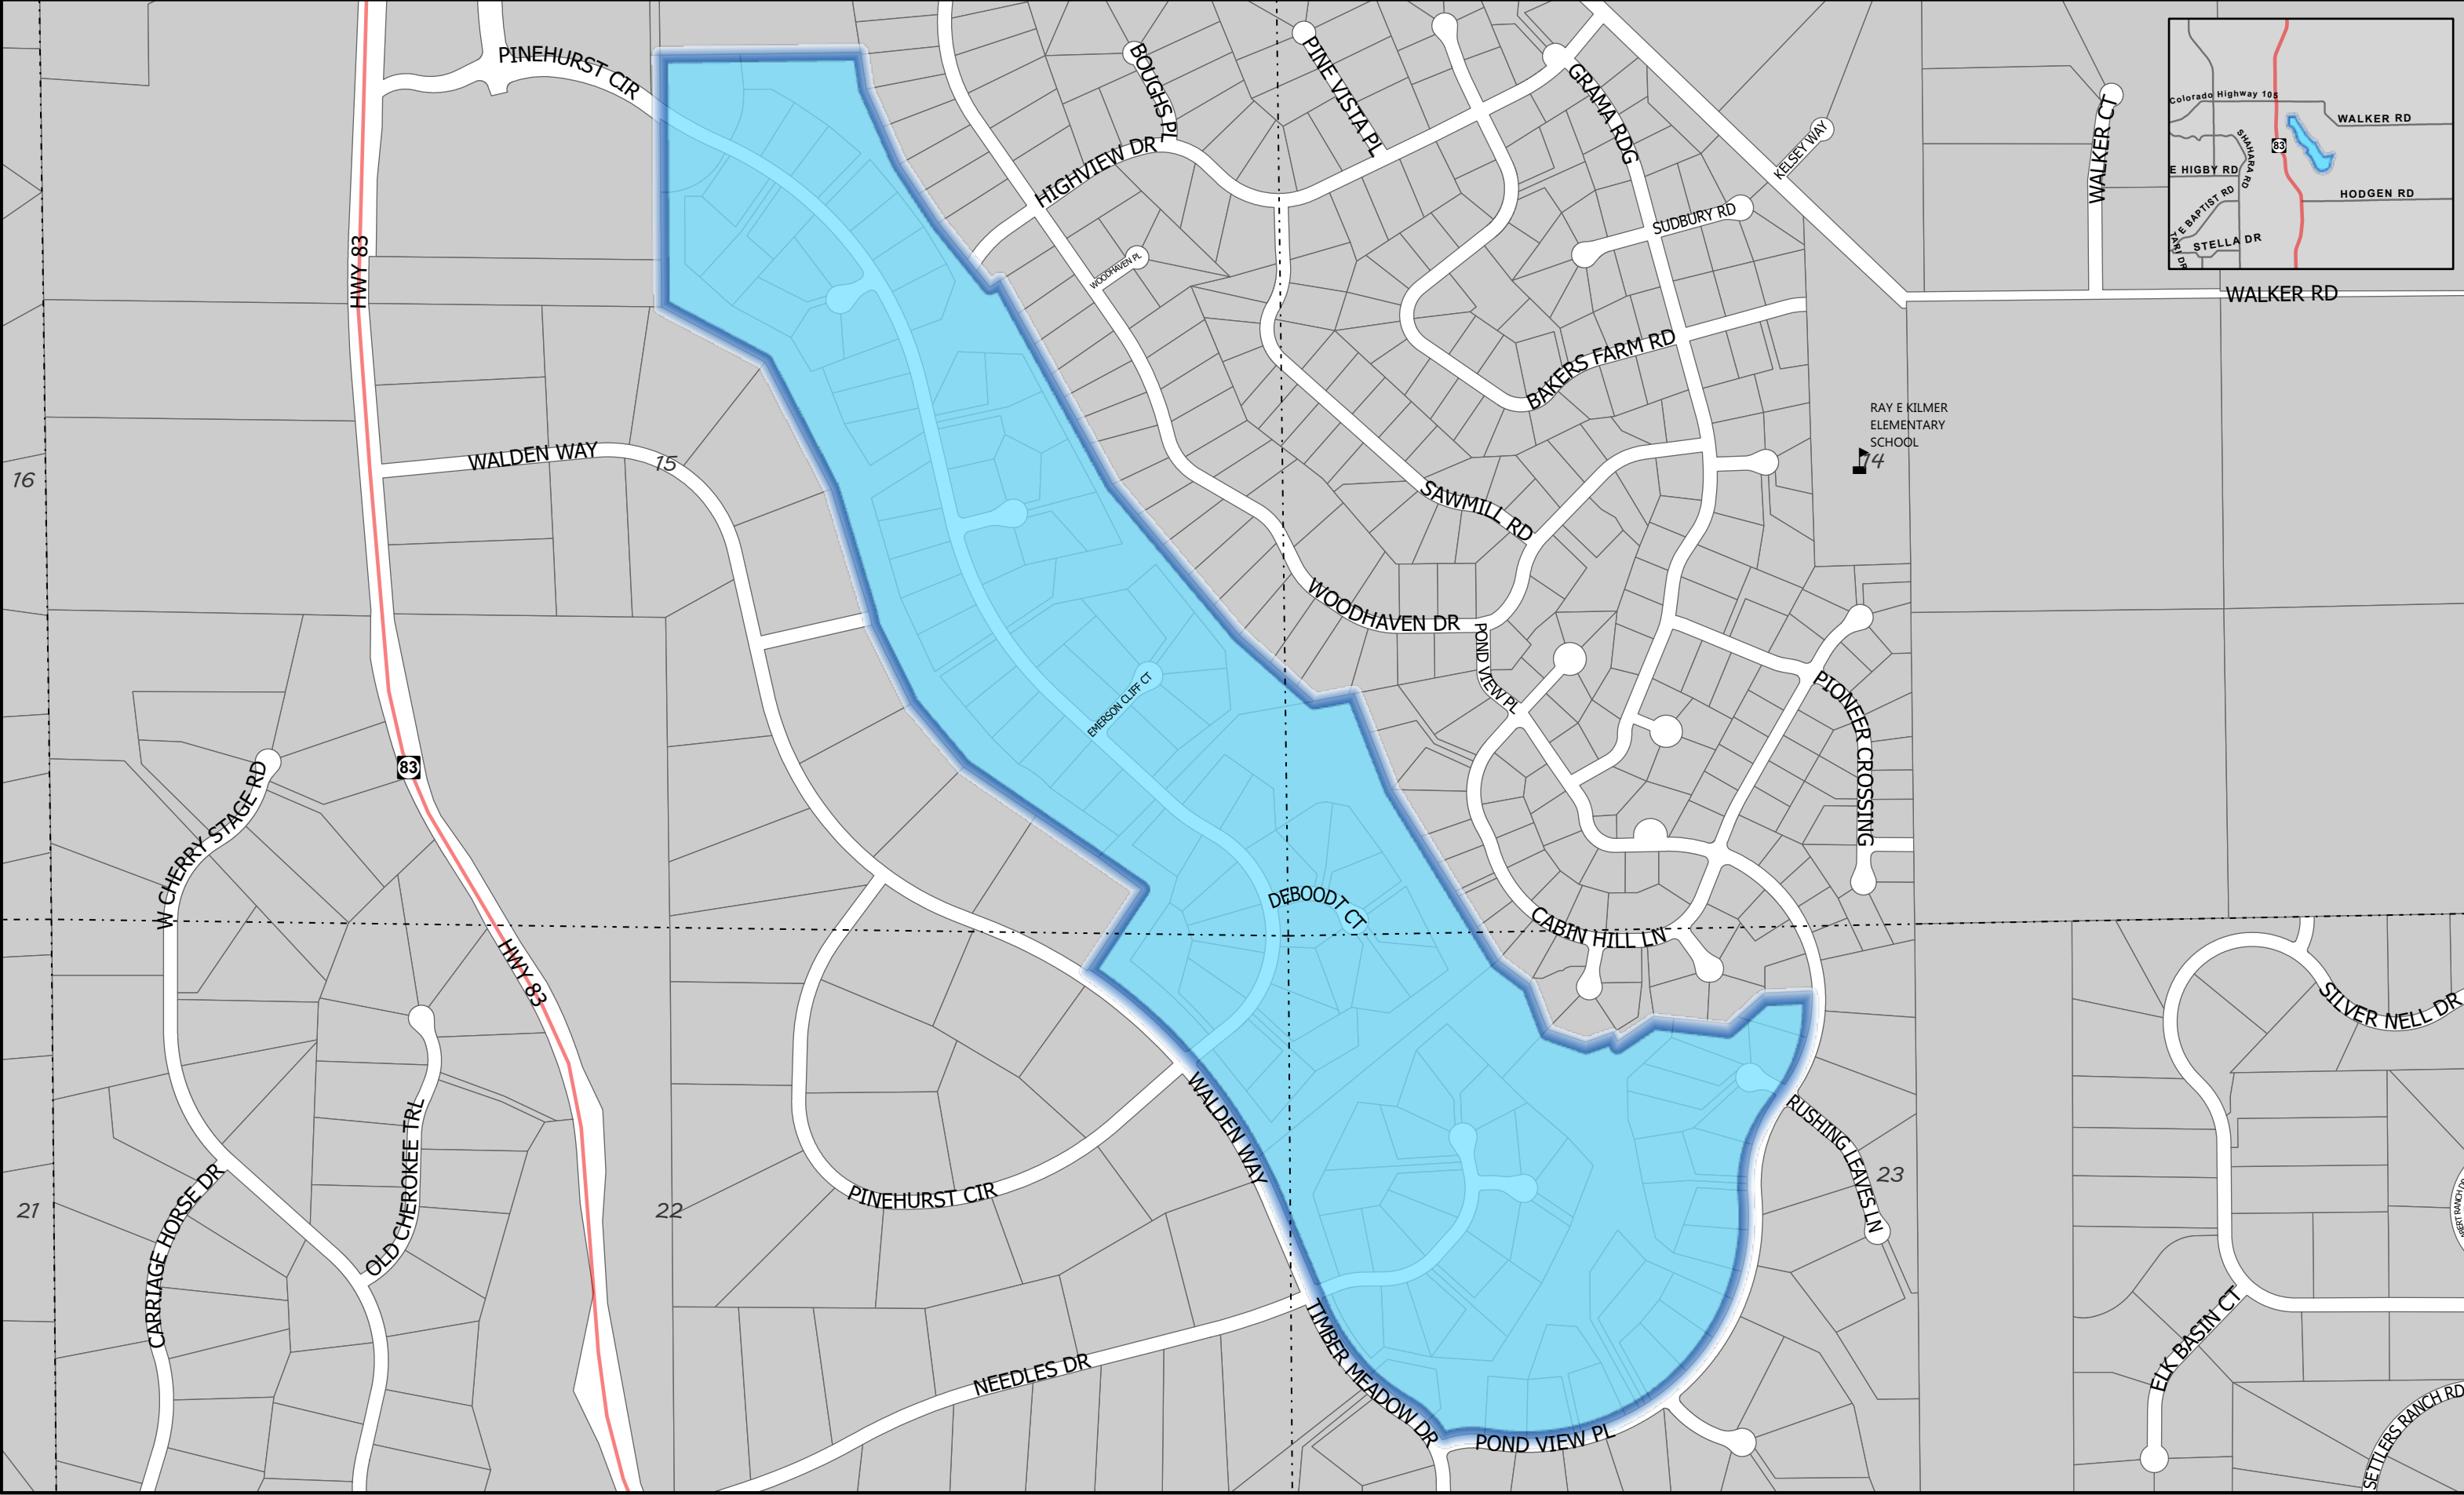 PINEHURST CIR
BOUGHS PL
PINE VISTA PL
GRAMA RDG
HIGHVIEW DR
KELSEY WAY
WALKER CT
SUDBURY RD
WOODHAVEN PL
HWY 83
WALKER RD
BAKERS FARM RD
RAY E KILMER
ELEMENTARY
SCHOOL
14
WALDEN WAY
15
16
SAWMILL RD
WOODHAVEN DR
POND VIEW PL
EMERSON CLIFF CT
PIONEER CROSSING
83
W CHERRY STAGE RD
DEBOODT CT
CABIN HILL LN
HWY 83
SILVER NELL DR
WALDEN WAY
RUSHING LEAVES LN
OLD CHEROKEE TRL
PINEHURST CIR
23
22
21
CARRIAGE HORSE DR
TIMBER MEADOW DR
NEEDLES DR
POND VIEW PL
ELK BASIN CT
SETTLERS RANCH RD
Colorado Highway 105
WALKER RD
SHAHARA RD
83
E HIGBY RD
HODGEN RD
E BAPTIST RD
STELLA DR